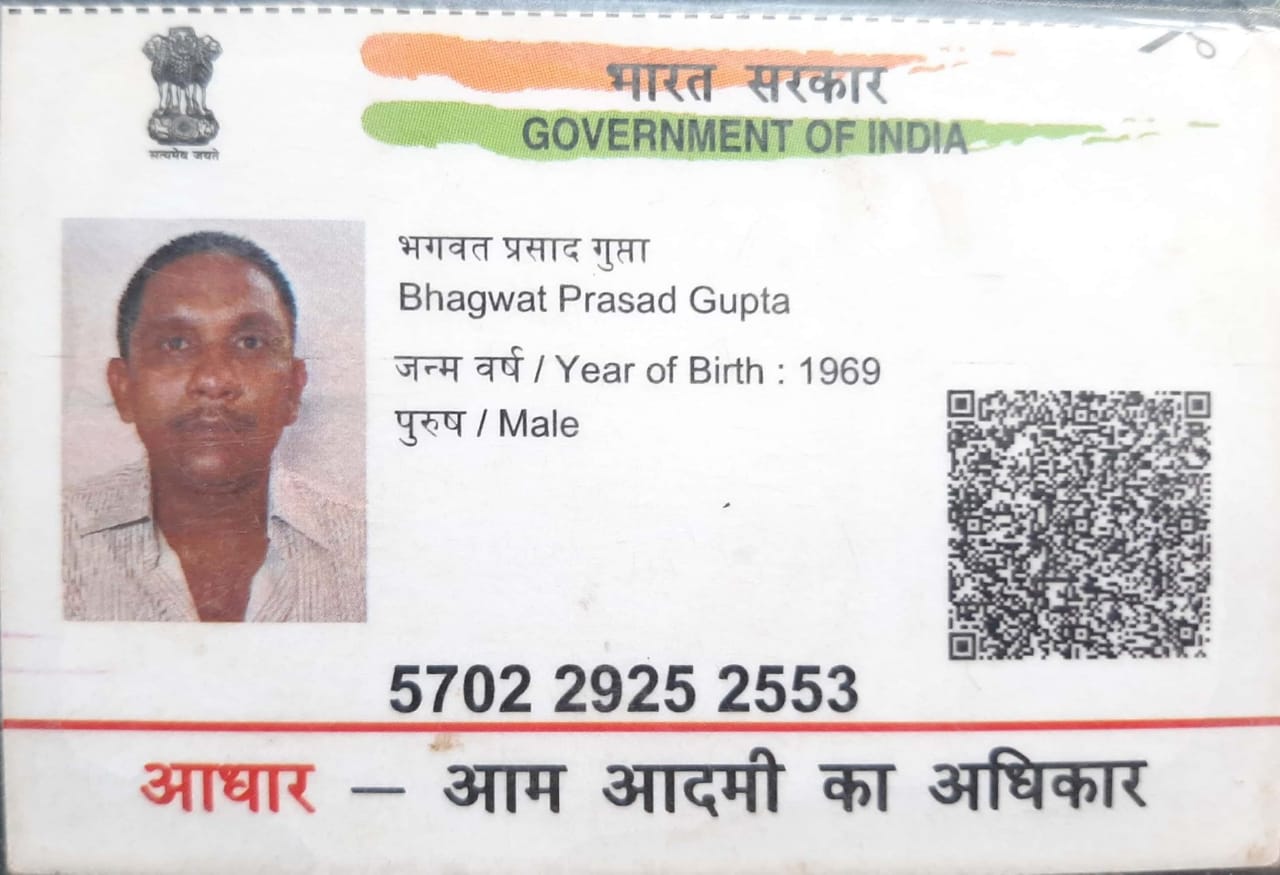 भारत सरकार
GOVERNMENT OF INDIA
सत्यमेव जयते
भगवत प्रसाद गुप्ता
Bhagwat Prasad Gupta
जन्म वर्ष / Year of Birth : 1969
पुरुष / Male
5702 2925 2553
आधार – आम आदमी का अधिकार